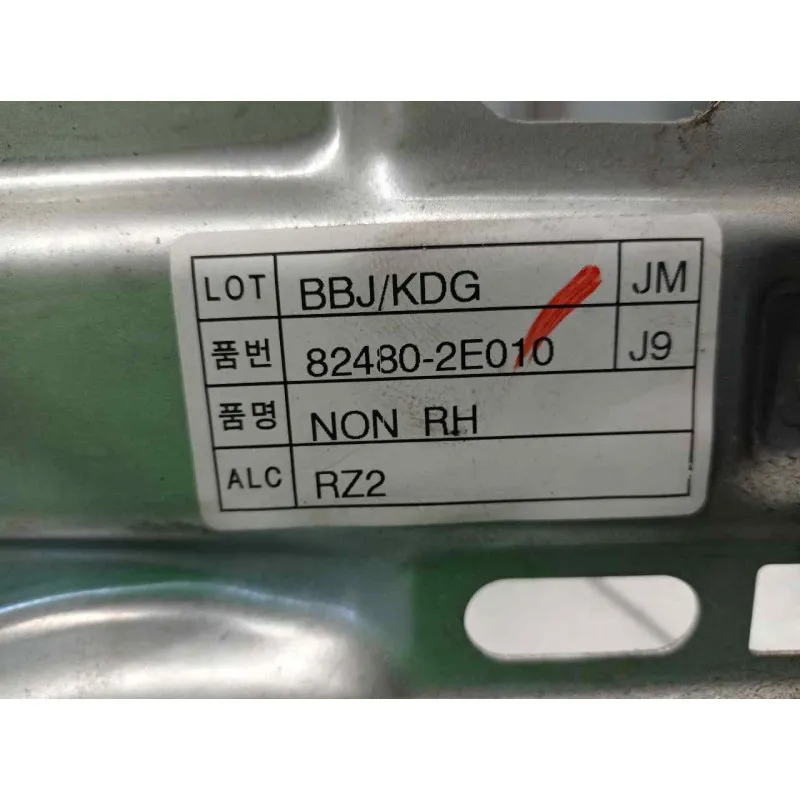 LOT BBJ/KDG JM
품번 82480-2E010 J9
품명 NON RH
ALC RZ2